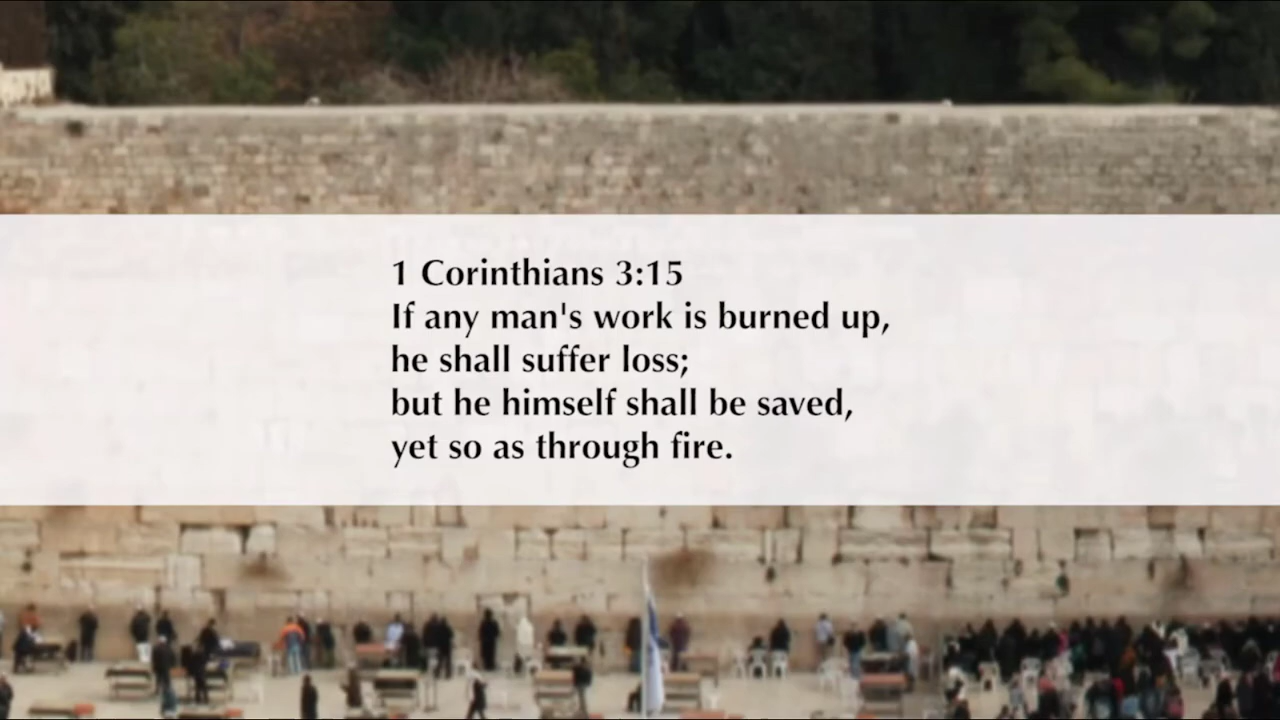 1 Corinthians 3:15
If any man's work is burned up,
he shall suffer loss;
but he himself shall be saved,
yet so as through fire.